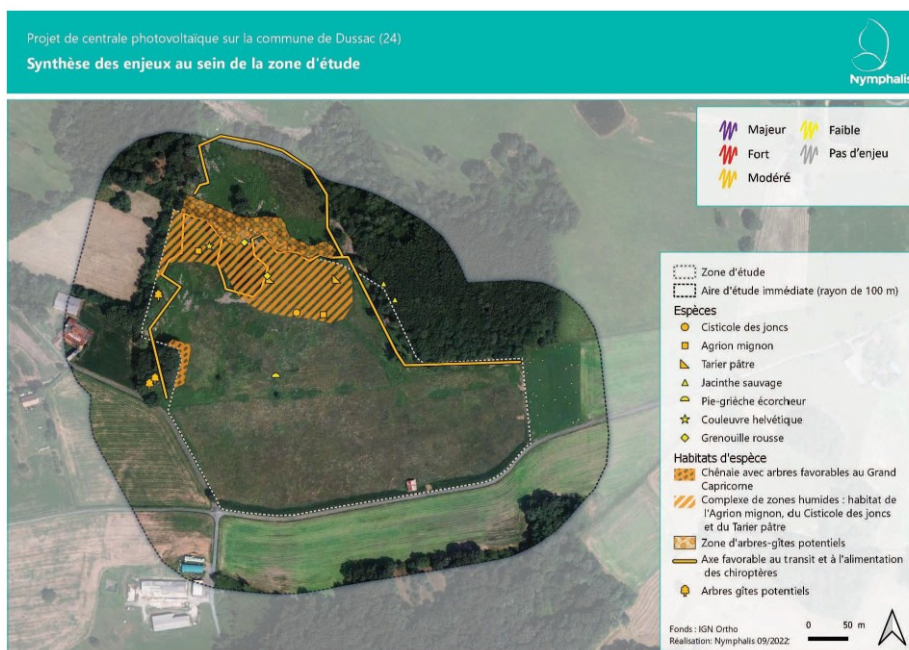 Projet de centrale photovoltaïque sur la commune de Dussac (24)
Synthèse des enjeux au sein de la zone d'étude
Nymphalis
Majeur
Faible
Fort
Pas d'enjeu
Modéré
Zone d'étude
Aire d'étude immédiate (rayon de 100 m)
Espèces
Cisticole des joncs
Agrion mignon
Tarier pâtre
Jacinthe sauvage
Pie-grièche écorcheur
Couleuvre helvétique
Grenouille rousse
Habitats d'espèce
Chênaie avec arbres favorables au Grand
Capricorne
Complexe de zones humides : habitat de
l'Agrion mignon, du Cisticole des joncs
et du Tarier pâtre
Zone d'arbres-gîtes potentiels
Axe favorable au transit et à l'alimentation
des chiroptères
Arbres gîtes potentiels
Fonds : IGN Ortho
Réalisation: Nymphalis 09/2022
0 50 m